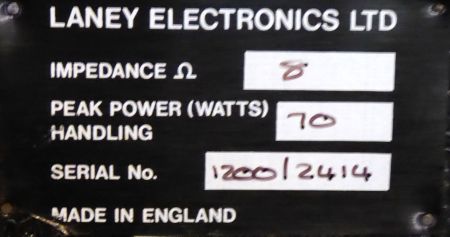 LANEY ELECTRONICS LTD
IMPEDANCE Ω 8
PEAK POWER (WATTS)
HANDLING 70
SERIAL No. 1200/2414
MADE IN ENGLAND